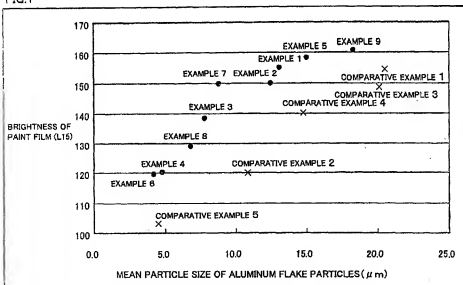 FIG.1
170
160
150
140
130
120
110
100
BRIGHTNESS OF
PAINT FILM (L15)
EXAMPLE 5
EXAMPLE 9
EXAMPLE 1
EXAMPLE 7
EXAMPLE 2
COMPARATIVE EXAMPLE 1
COMPARATIVE EXAMPLE 3
EXAMPLE 3
COMPARATIVE EXAMPLE 4
EXAMPLE 8
EXAMPLE 4
COMPARATIVE EXAMPLE 2
EXAMPLE 6
COMPARATIVE EXAMPLE 5
0.0 5.0 10.0 15.0 20.0 25.0
MEAN PARTICLE SIZE OF ALUMINUM FLAKE PARTICLES(μm)